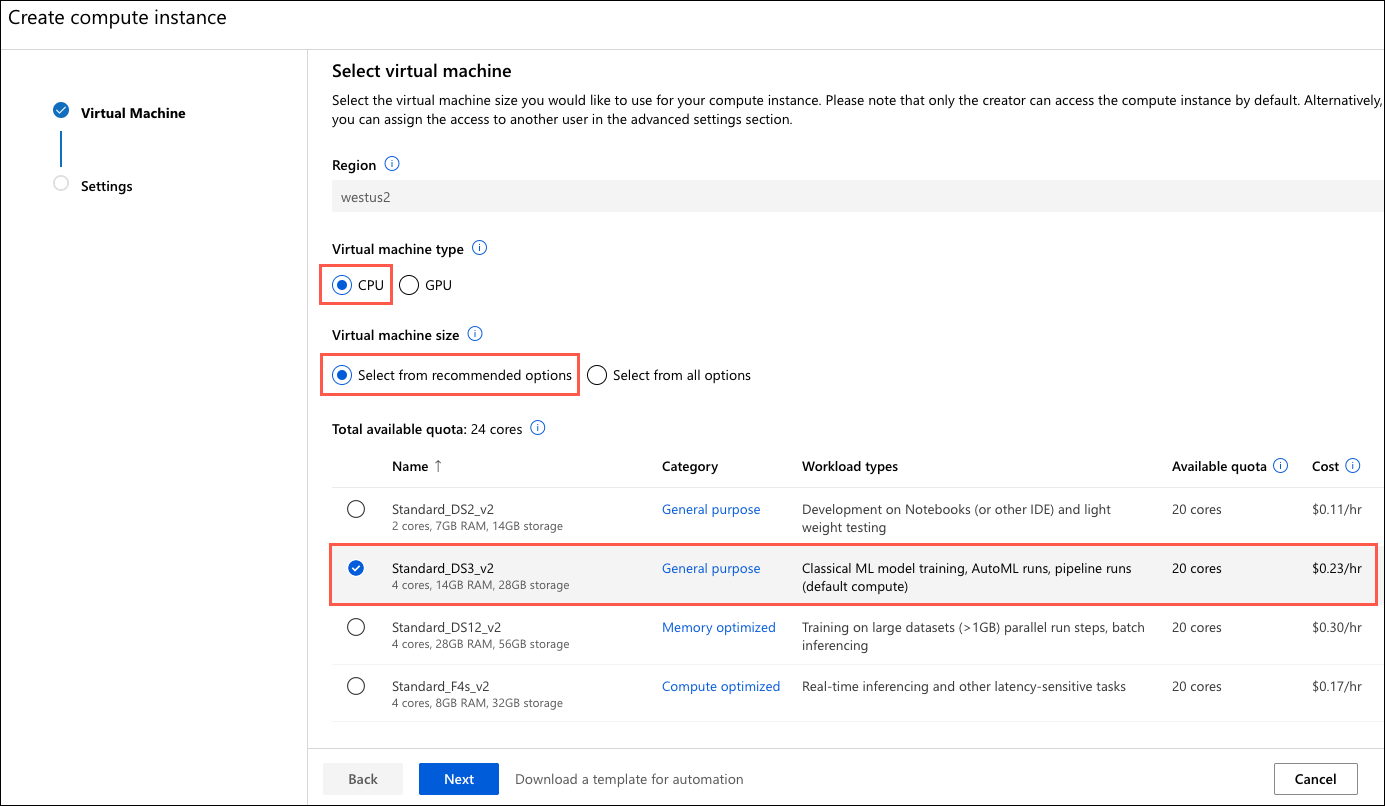 Create compute instance
Virtual Machine
Settings
Select virtual machine
Select the virtual machine size you would like to use for your compute instance. Please note that only the creator can access the compute instance by default. Alternatively,
you can assign the access to another user in the advanced settings section.
Region
westus2
Virtual machine type
CPU GPU
Virtual machine size
Select from recommended options Select from all options
Total available quota: 24 cores
Name ↑ Category Workload types Available quota Cost
Standard_DS2_v2 General purpose Development on Notebooks (or other IDE) and light 20 cores $0.11/hr
2 cores, 7GB RAM, 14GB storage weight testing
Standard_DS3_v2 General purpose Classical ML model training, AutoML runs, pipeline runs 20 cores $0.23/hr
4 cores, 14GB RAM, 28GB storage (default compute)
Standard_DS12_v2 Memory optimized Training on large datasets (>1GB) parallel run steps, batch 20 cores $0.30/hr
4 cores, 28GB RAM, 56GB storage inferencing
Standard_F4s_v2 Compute optimized Real-time inferencing and other latency-sensitive tasks 20 cores $0.17/hr
4 cores, 8GB RAM, 32GB storage
Back Next Download a template for automation Cancel